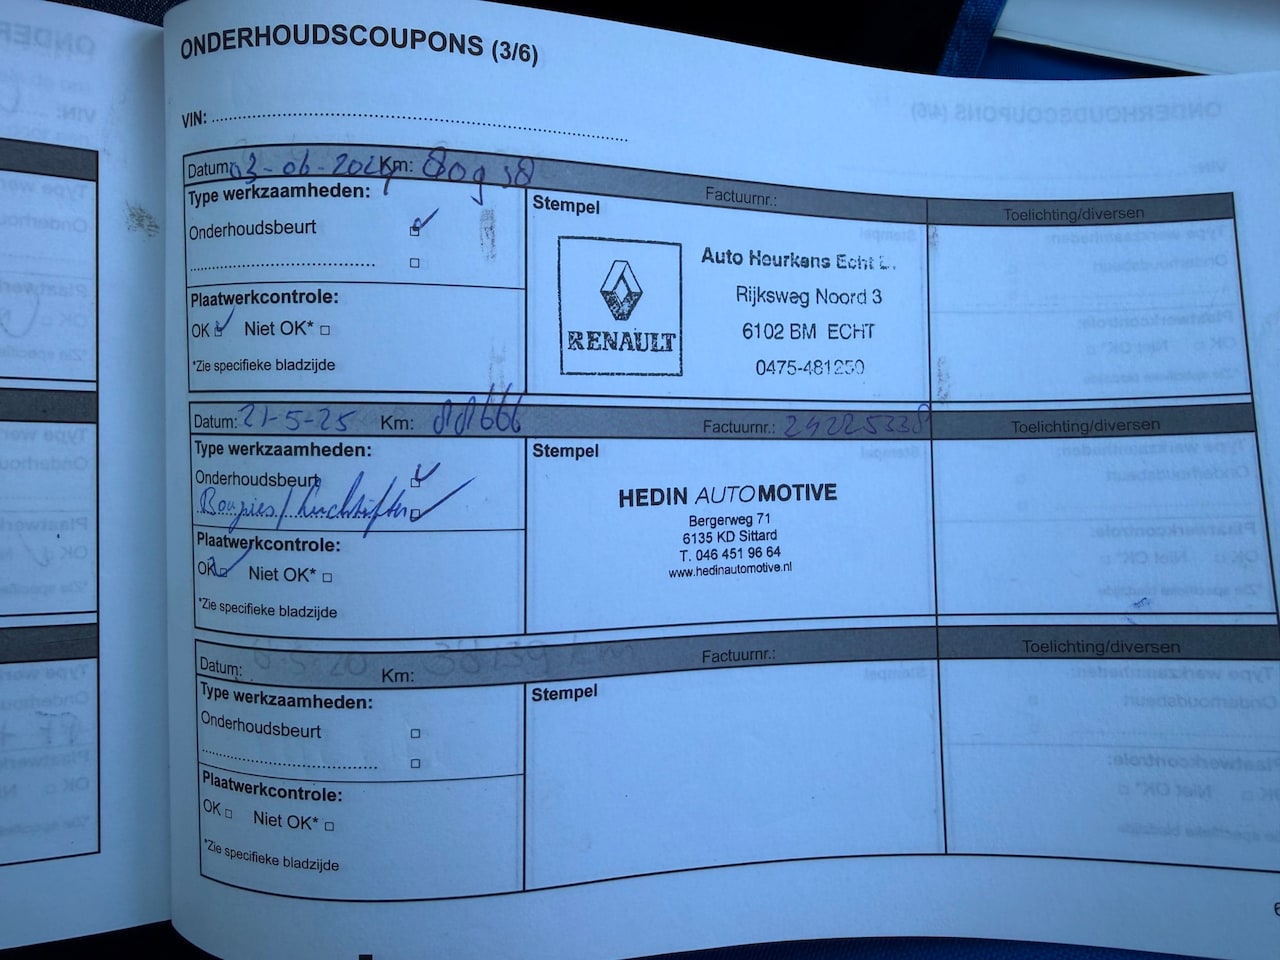 ONDERHOUDSCOUPONS (3/6)
VIN:
Datum: 03-06-2024 Km: Factuurnr.: Toelichting/diversen
Type werkzaamheden:
Onderhoudsbeurt
Plaatwerkcontrole:
OK Niet OK*
*Zie specifieke bladzijde
Stempel
RENAULT
Auto Heurkens Echt
Rijksweg Noord 3
6102 BM ECHT
0475-481250
Datum: 21-5-25 Km: 88666 Factuurnr.: Toelichting/diversen
Type werkzaamheden:
Onderhoudsbeurt
Bougies/luchtfilter
Plaatwerkcontrole:
OK Niet OK*
*Zie specifieke bladzijde
Stempel
HEDIN AUTOMOTIVE
Bergerweg 71
6135 KD Sittard
T. 046 451 96 64
www.hedinautomotive.nl
Datum: Km: Factuurnr.: Toelichting/diversen
Type werkzaamheden:
Onderhoudsbeurt
Plaatwerkcontrole:
OK Niet OK*
*Zie specifieke bladzijde
Stempel